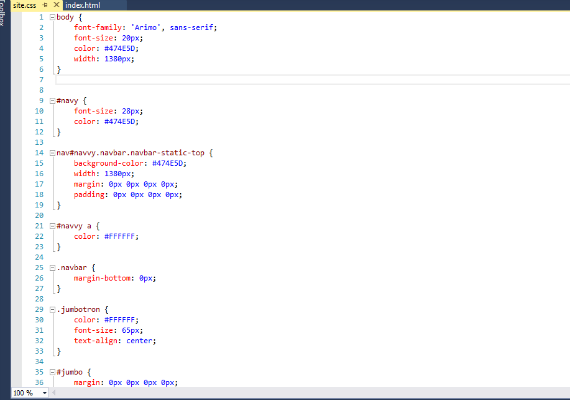 Toolbox
site.css index.html
1 body {
2 font-family: 'Arimo', sans-serif;
3 font-size: 20px;
4 color: #474E5D;
5 width: 1380px;
6 }
7
8
9 #navy {
10 font-size: 28px;
11 color: #474E5D;
12 }
13
14 nav#navvy.navbar.navbar-static-top {
15 background-color: #474E5D;
16 width: 1380px;
17 margin: 0px 0px 0px 0px;
18 padding: 0px 0px 0px 0px;
19 }
20
21 #navvy a {
22 color: #FFFFFF;
23 }
24
25 .navbar {
26 margin-bottom: 0px;
27 }
28
29 .jumbotron {
30 color: #FFFFFF;
31 font-size: 65px;
32 text-align: center;
33 }
34
35 #jumbo {
36 margin: 0px 0px 0px 0px;
100 %